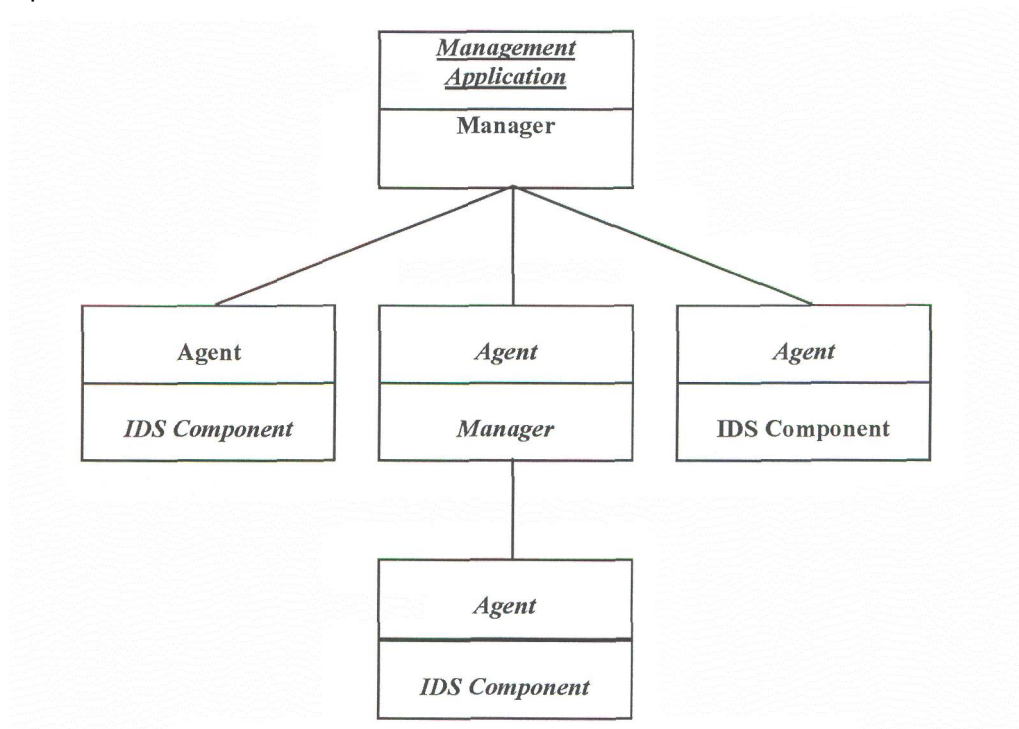 Management
Application
Manager
Agent
Agent
Agent
IDS Component
Manager
IDS Component
Agent
IDS Component